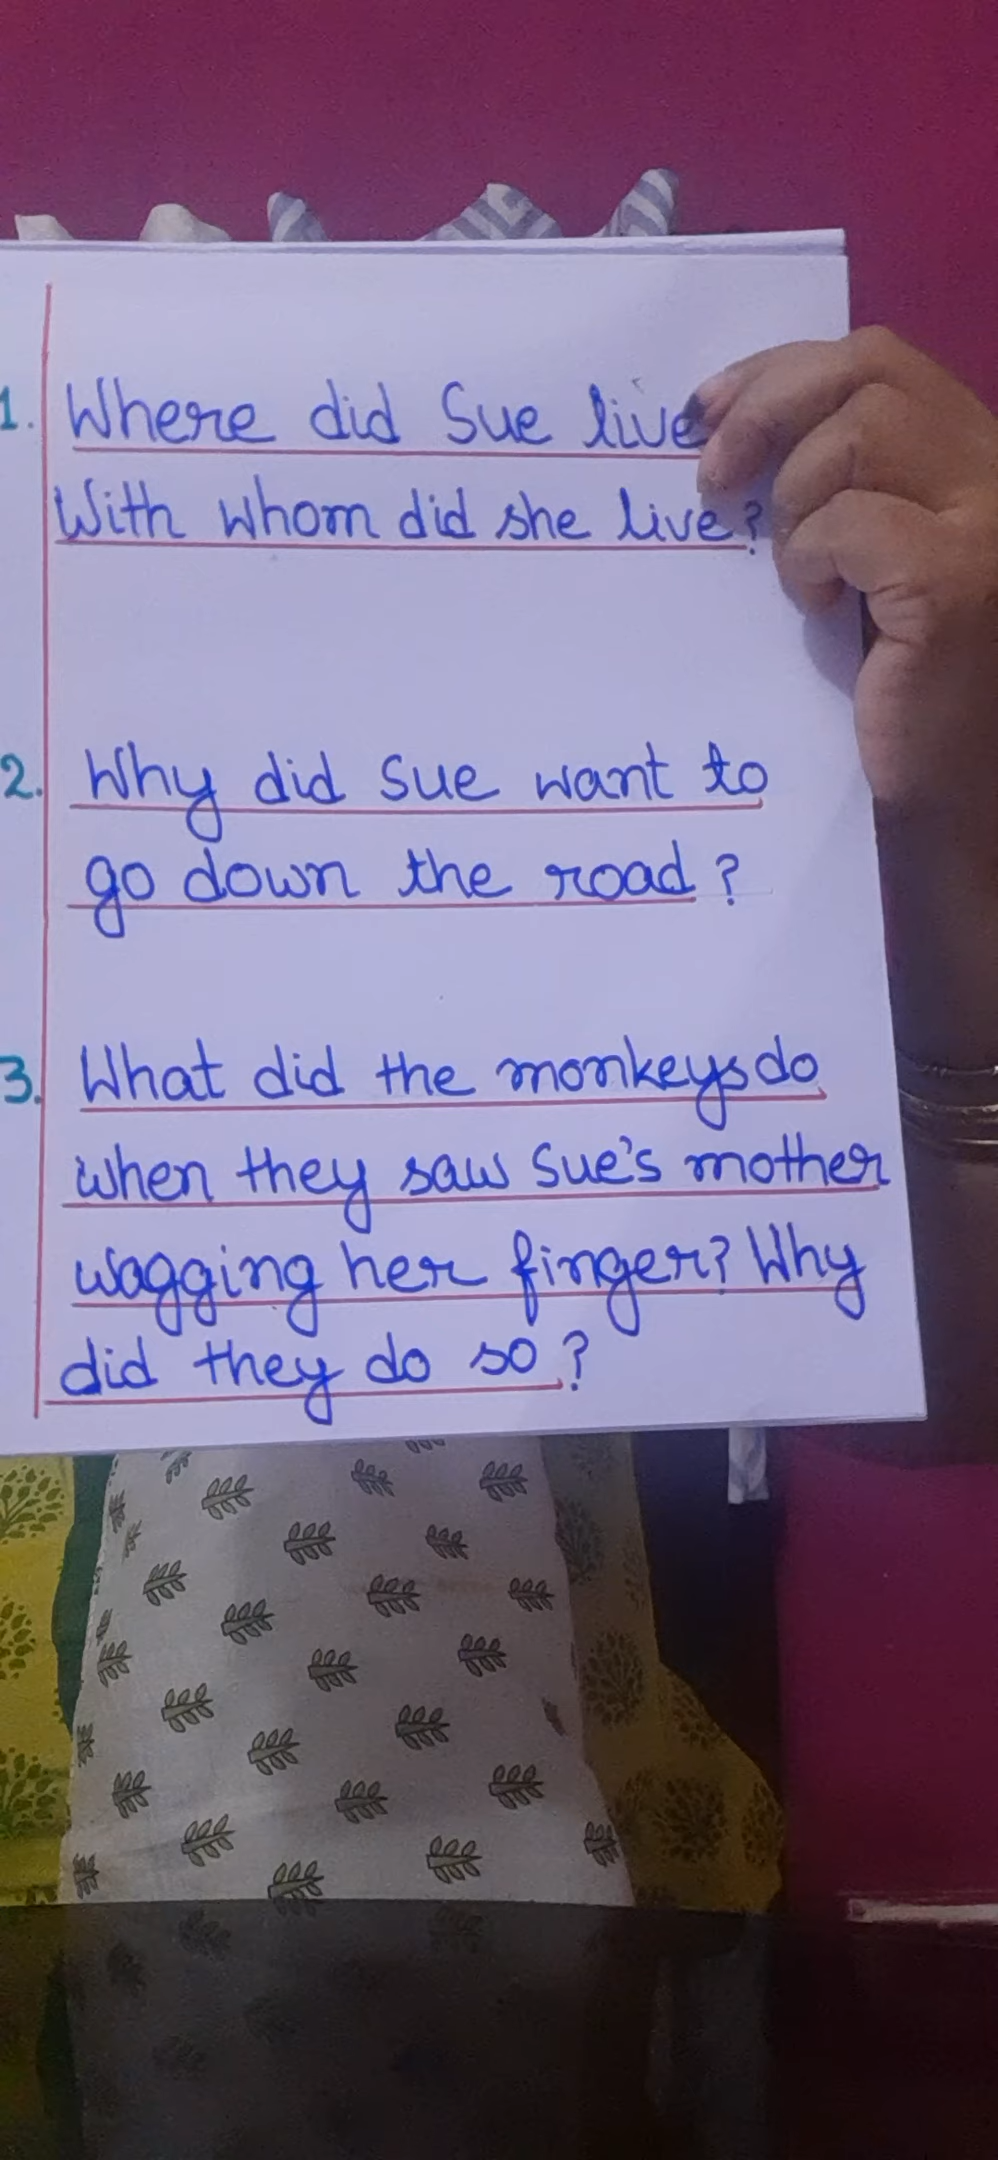 1. Where did Sue live
With whom did she live?
2. Why did Sue want to
go down the road?
3. What did the monkeys do
when they saw Sue's mother
wagging her finger? Why
did they do so?